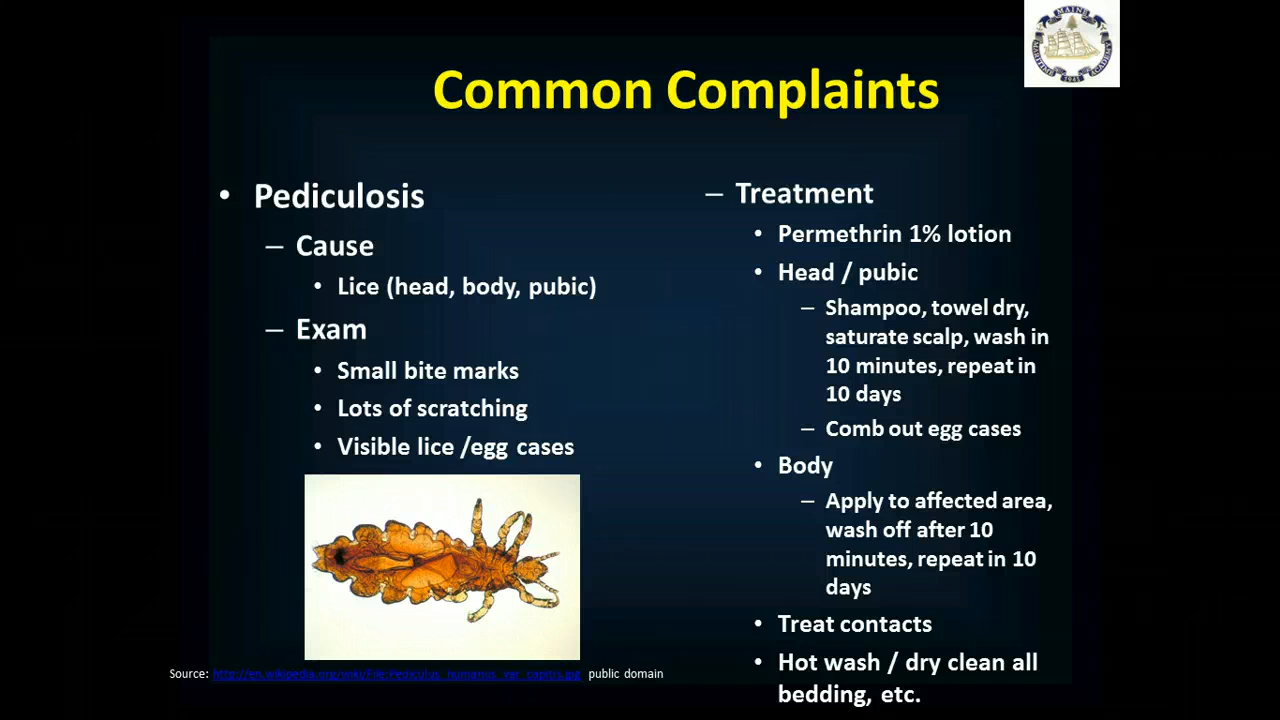 MAINE
MARITIME
ACADEMY
1941
Common Complaints
• Pediculosis
– Cause
• Lice (head, body, pubic)
– Exam
• Small bite marks
• Lots of scratching
• Visible lice /egg cases
Source: http://en.wikipedia.org/wiki/File:Pediculus_humanus_var_capitis.jpg public domain
– Treatment
• Permethrin 1% lotion
• Head / pubic
– Shampoo, towel dry,
saturate scalp, wash in
10 minutes, repeat in
10 days
– Comb out egg cases
• Body
– Apply to affected area,
wash off after 10
minutes, repeat in 10
days
• Treat contacts
• Hot wash / dry clean all
bedding, etc.